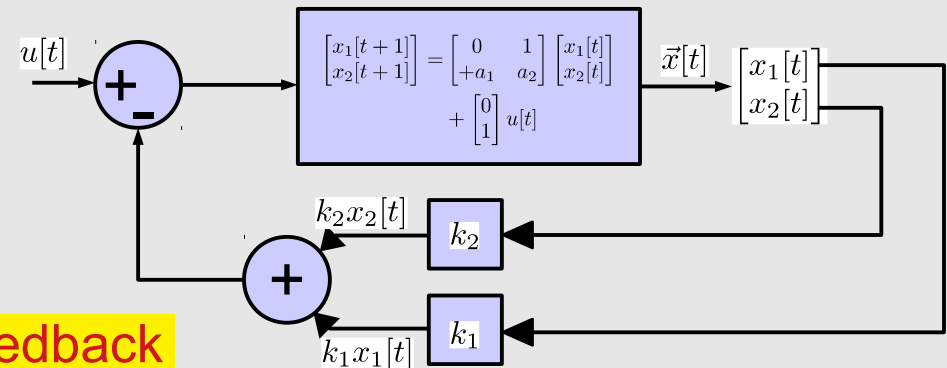 u[t]
+
-
[x₁[t + 1] x₂[t + 1]] = [0 1 +a₁ a₂] [x₁[t] x₂[t]]
+ [0 1] u[t]
x⃗[t]
[x₁[t] x₂[t]]
k₂x₂[t]
k₂
+
k₁x₁[t]
k₁
edback